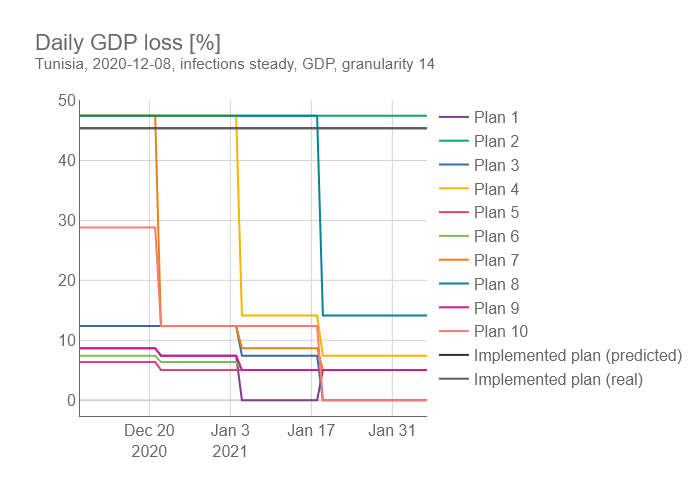 Daily GDP loss [%]
Tunisia, 2020-12-08, infections steady, GDP, granularity 14
50
40
30
20
10
0
Dec 20
2020
Jan 3
2021
Jan 17
Jan 31
Plan 1
Plan 2
Plan 3
Plan 4
Plan 5
Plan 6
Plan 7
Plan 8
Plan 9
Plan 10
Implemented plan (predicted)
Implemented plan (real)